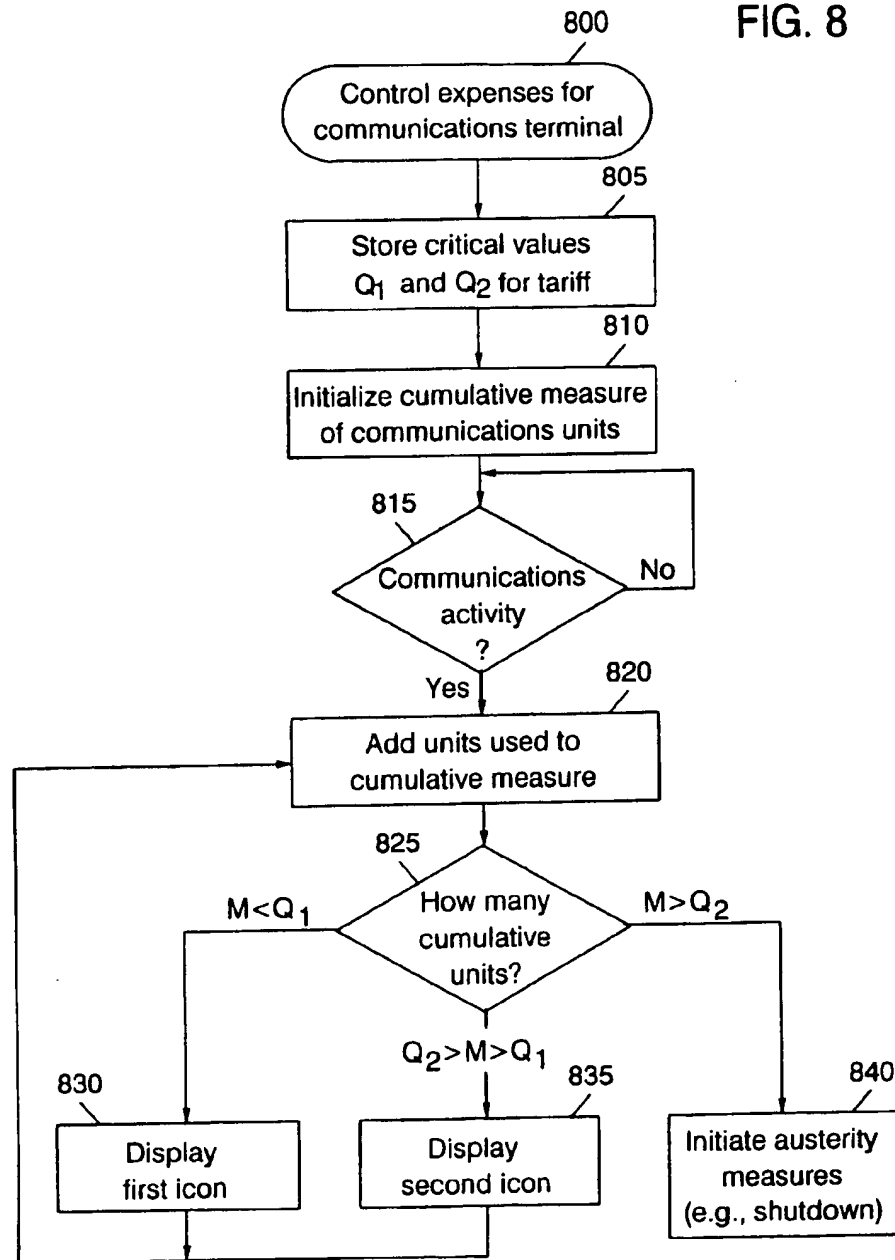 FIG. 8
800
Control expenses for
communications terminal
805
Store critical values
Q1 and Q2 for tariff
810
Initialize cumulative measure
of communications units
815
Communications
activity
?
No
Yes
820
Add units used to
cumulative measure
825
How many
cumulative
units?
M<Q1
M>Q2
Q2>M>Q1
830
Display
first icon
835
Display
second icon
840
Initiate austerity
measures
(e.g., shutdown)